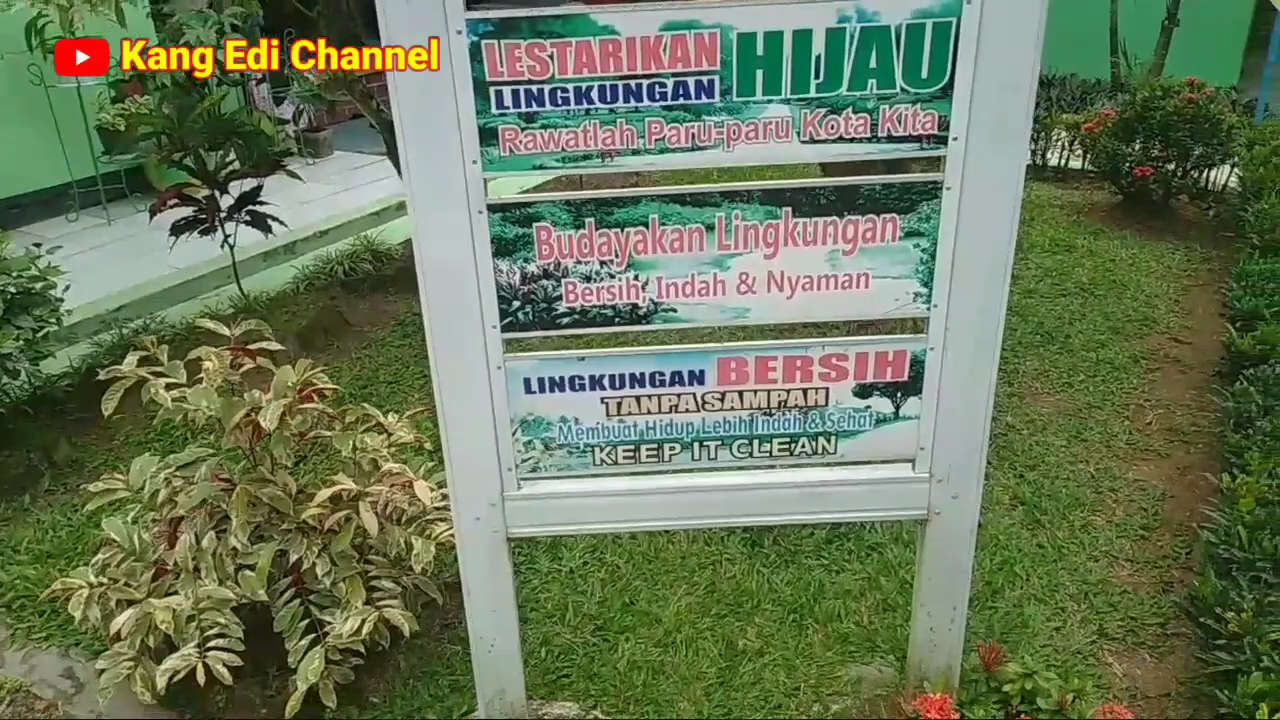 Kang Edi Channel
LESTARIKAN HIJAU
LINGKUNGAN
Rawatlah Paru-paru Kota Kita
Budayakan Lingkungan
Bersih, Indah & Nyaman
LINGKUNGAN BERSIH
TANPA SAMPAH
Membuat Hidup Lebih Indah & Sehat
KEEP IT CLEAN